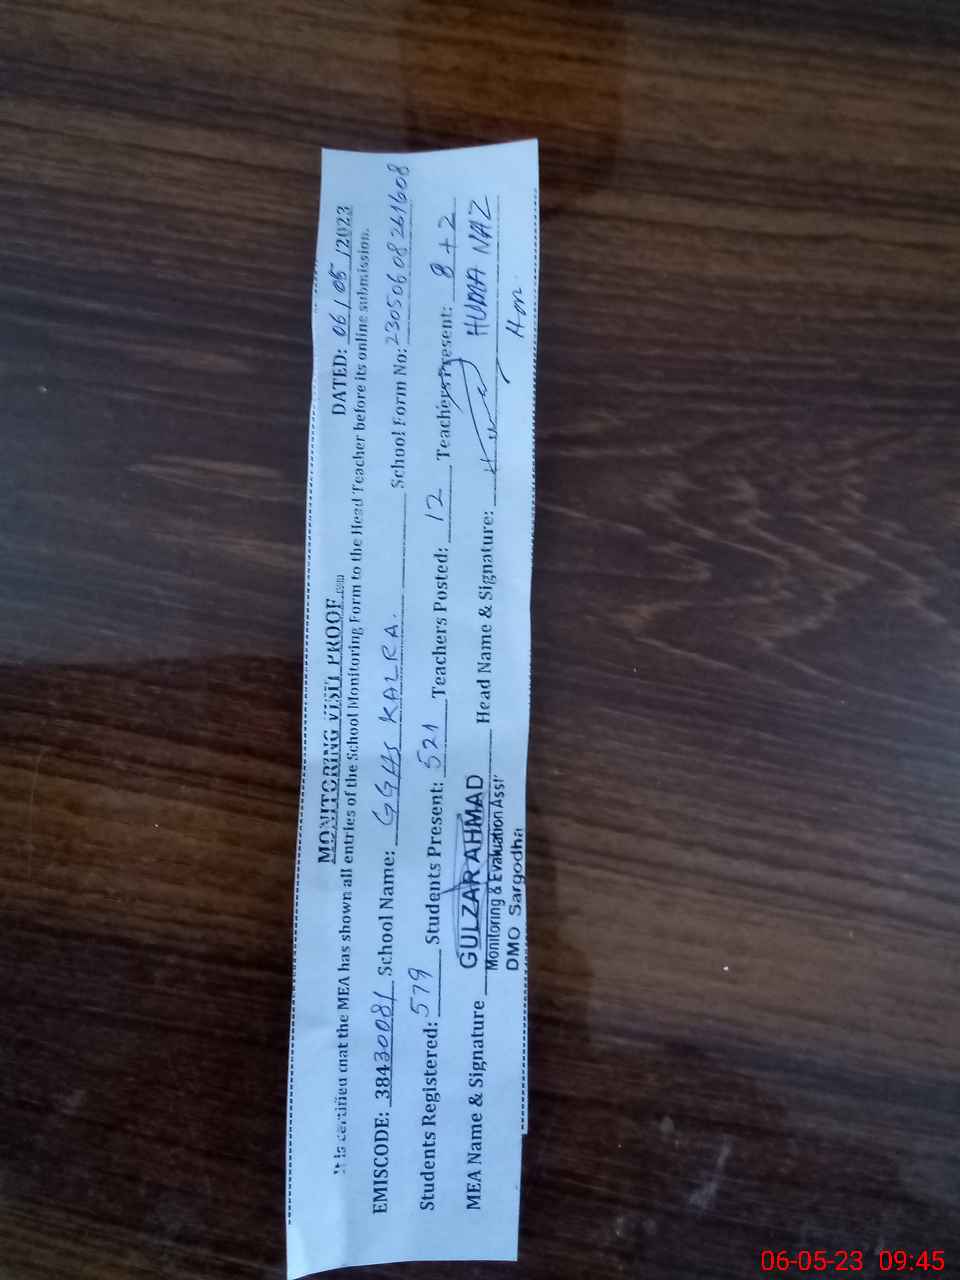 MONITORING VISIT PROOF
DATED: 06/05/2023
It is certified that the MEA has shown all entries of the School Monitoring Form to the Head Teacher before its online submission.
EMISCODE: 38430081 School Name: GGHS KALRA. School Form No: 23050608261608
Students Registered: 579 Students Present: 521 Teachers Posted: 12 Teachers Present: 8 + 2
MEA Name & Signature GULZAR AHMAD Head Name & Signature: HUMA NAZ
Monitoring & Evaluation Asst'
DMO Sargodha
06-05-23 09:45